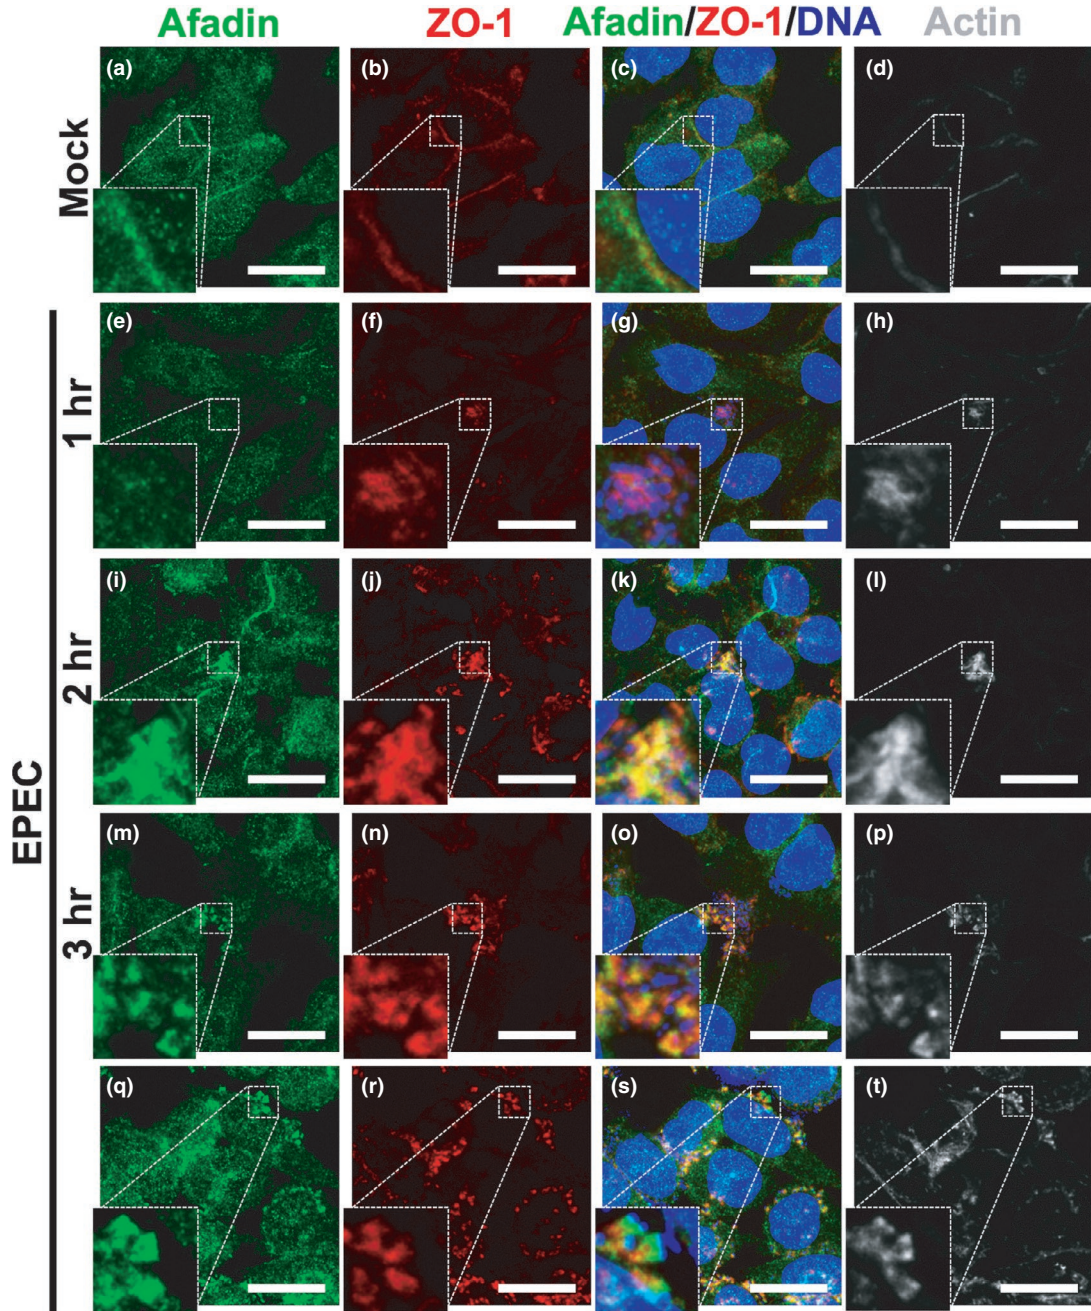 Afadin ZO-1 Afadin/ZO-1/DNA Actin
Mock
(a) (b) (c) (d)
EPEC
1 hr
(e) (f) (g) (h)
2 hr
(i) (j) (k) (l)
3 hr
(m) (n) (o) (p)
(q) (r) (s) (t)